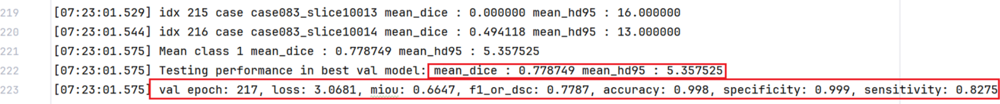 219 [07:23:01.529] idx 215 case case083_slice10013 mean_dice : 0.000000 mean_hd95 : 16.000000
220 [07:23:01.544] idx 216 case case083_slice10014 mean_dice : 0.494118 mean_hd95 : 13.000000
221 [07:23:01.575] Mean class 1 mean_dice : 0.778749 mean_hd95 : 5.357525
222 [07:23:01.575] Testing performance in best val model: mean_dice : 0.778749 mean_hd95 : 5.357525
223 [07:23:01.575] val epoch: 217, loss: 3.0681, miou: 0.6647, f1_or_dsc: 0.7787, accuracy: 0.998, specificity: 0.999, sensitivity: 0.8275